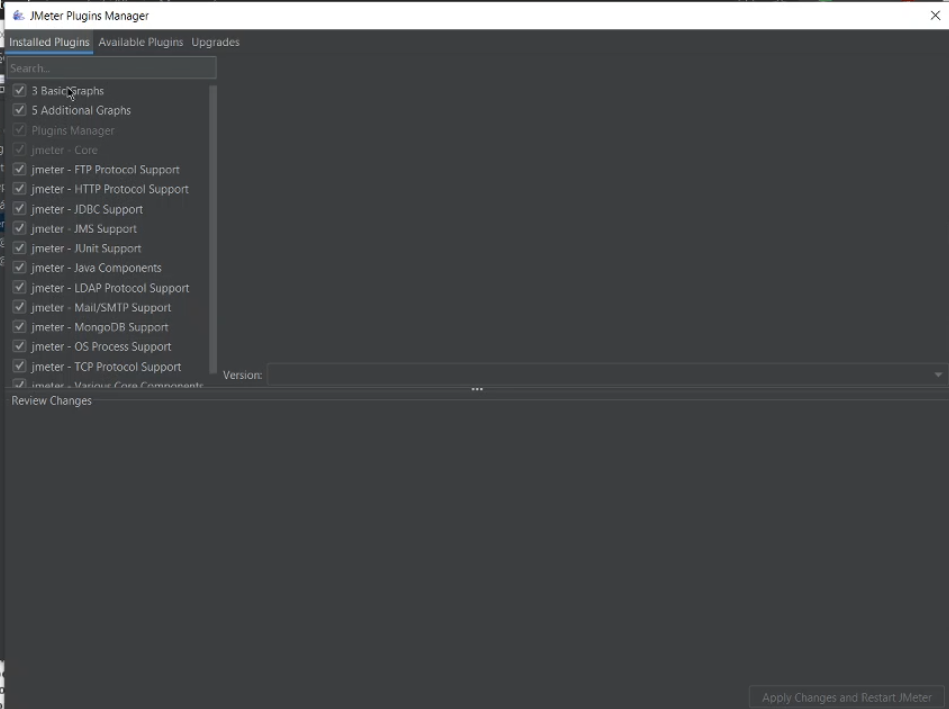 JMeter Plugins Manager
Installed Plugins Available Plugins Upgrades
Search...
3 Basic Graphs
5 Additional Graphs
Plugins Manager
jmeter - Core
jmeter - FTP Protocol Support
jmeter - HTTP Protocol Support
jmeter - JDBC Support
jmeter - JMS Support
jmeter - JUnit Support
jmeter - Java Components
jmeter - LDAP Protocol Support
jmeter - Mail/SMTP Support
jmeter - MongoDB Support
jmeter - OS Process Support
jmeter - TCP Protocol Support
jmeter - Various Core Components
Version:
Review Changes
Apply Changes and Restart JMeter